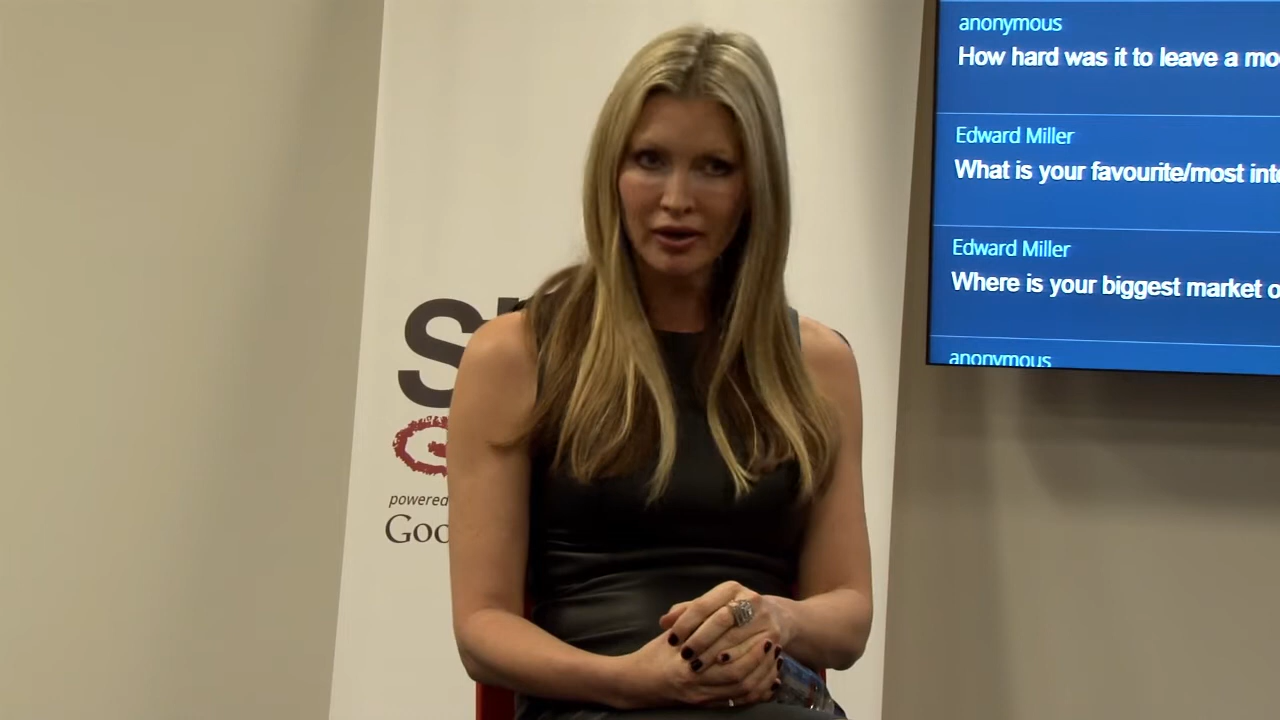 anonymous
How hard was it to leave a mo
Edward Miller
What is your favourite/most inte
Edward Miller
Where is your biggest market o
anonymous
s
powered
Goo